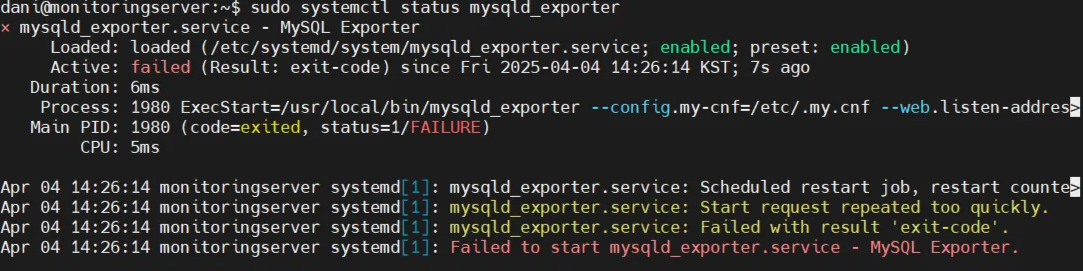 dani@monitoringserver:~$ sudo systemctl status mysqld_exporter
× mysqld_exporter.service - MySQL Exporter
Loaded: loaded (/etc/systemd/system/mysqld_exporter.service; enabled; preset: enabled)
Active: failed (Result: exit-code) since Fri 2025-04-04 14:26:14 KST; 7s ago
Duration: 6ms
Process: 1980 ExecStart=/usr/local/bin/mysqld_exporter --config.my-cnf=/etc/.my.cnf --web.listen-addres>
Main PID: 1980 (code=exited, status=1/FAILURE)
CPU: 5ms
Apr 04 14:26:14 monitoringserver systemd[1]: mysqld_exporter.service: Scheduled restart job, restart counte>
Apr 04 14:26:14 monitoringserver systemd[1]: mysqld_exporter.service: Start request repeated too quickly.
Apr 04 14:26:14 monitoringserver systemd[1]: mysqld_exporter.service: Failed with result 'exit-code'.
Apr 04 14:26:14 monitoringserver systemd[1]: Failed to start mysqld_exporter.service - MySQL Exporter.